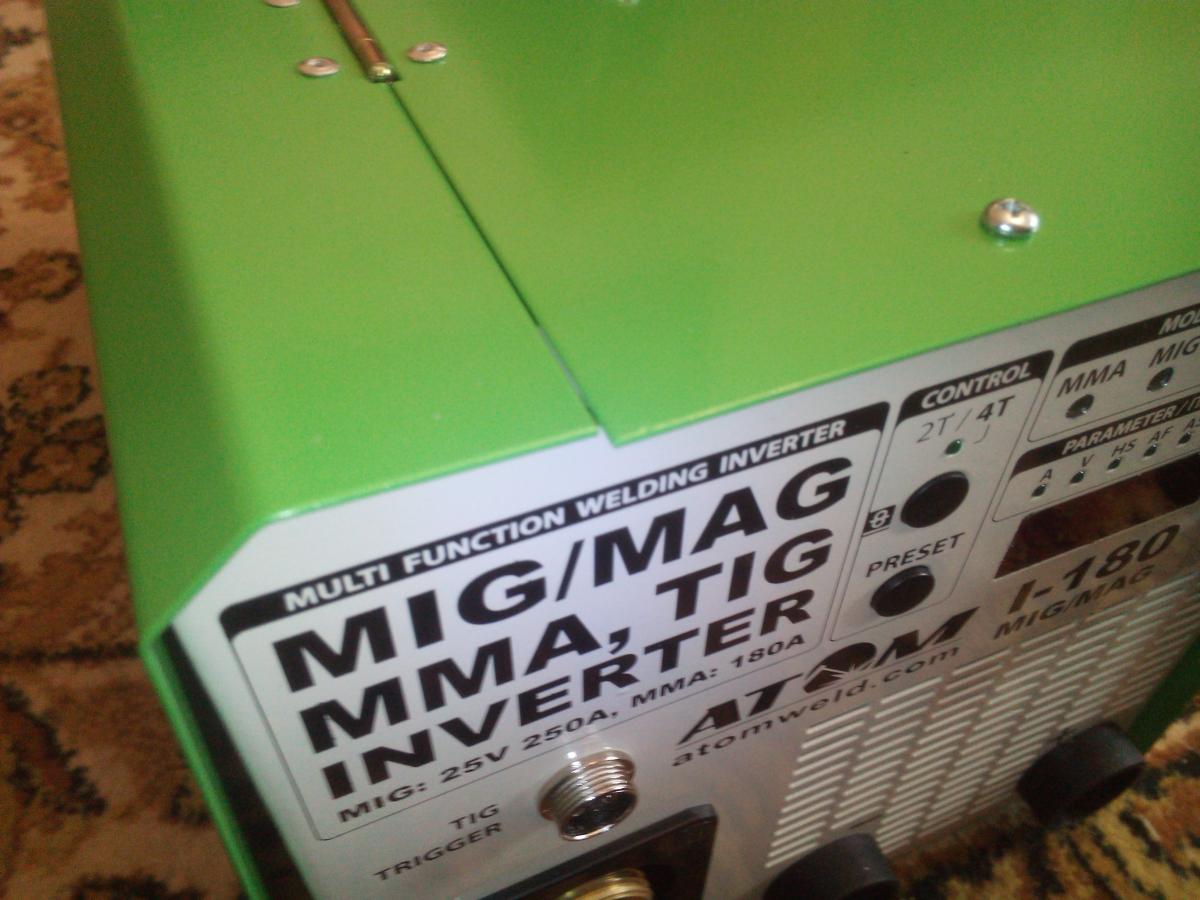 MULTI FUNCTION WELDING INVERTER
MIG/MAG
MMA, TIG
INVERTER
MIG: 25V 250A, MMA: 180A
TIG
TRIGGER
CONTROL
2T / 4T
PRESET
ATOM
atomweld.com
MMA MIG
A V HS AF
I-180
MIG/MAG